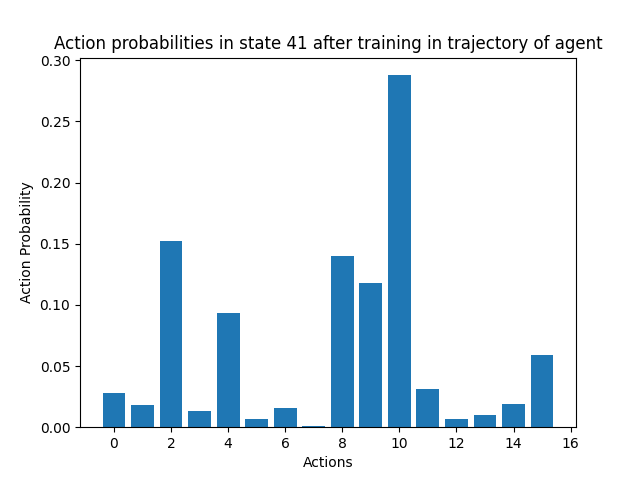 Action probabilities in state 41 after training in trajectory of agent
0.30
0.25
0.20
0.15
0.10
0.05
0.00
Action Probability
0 2 4 6 8 10 12 14 16
Actions